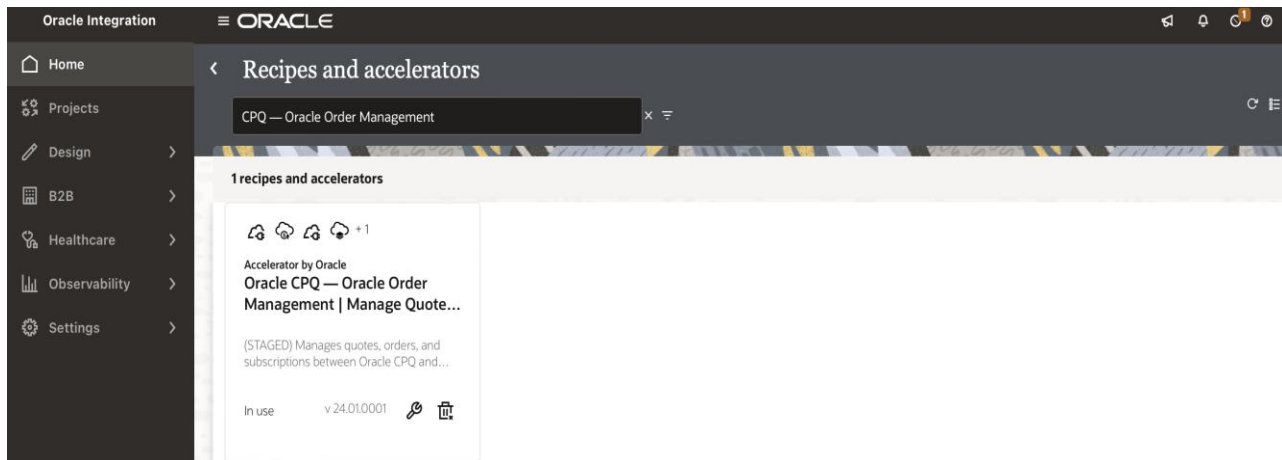 Oracle Integration
ORACLE
1
Home
Recipes and accelerators
Projects
CPQ — Oracle Order Management
Design
1 recipes and accelerators
B2B
Healthcare
+1
Accelerator by Oracle
Oracle CPQ — Oracle Order
Management | Manage Quote...
Observability
Settings
(STAGED) Manages quotes, orders, and
subscriptions between Oracle CPQ and...
In use
v 24.01.0001